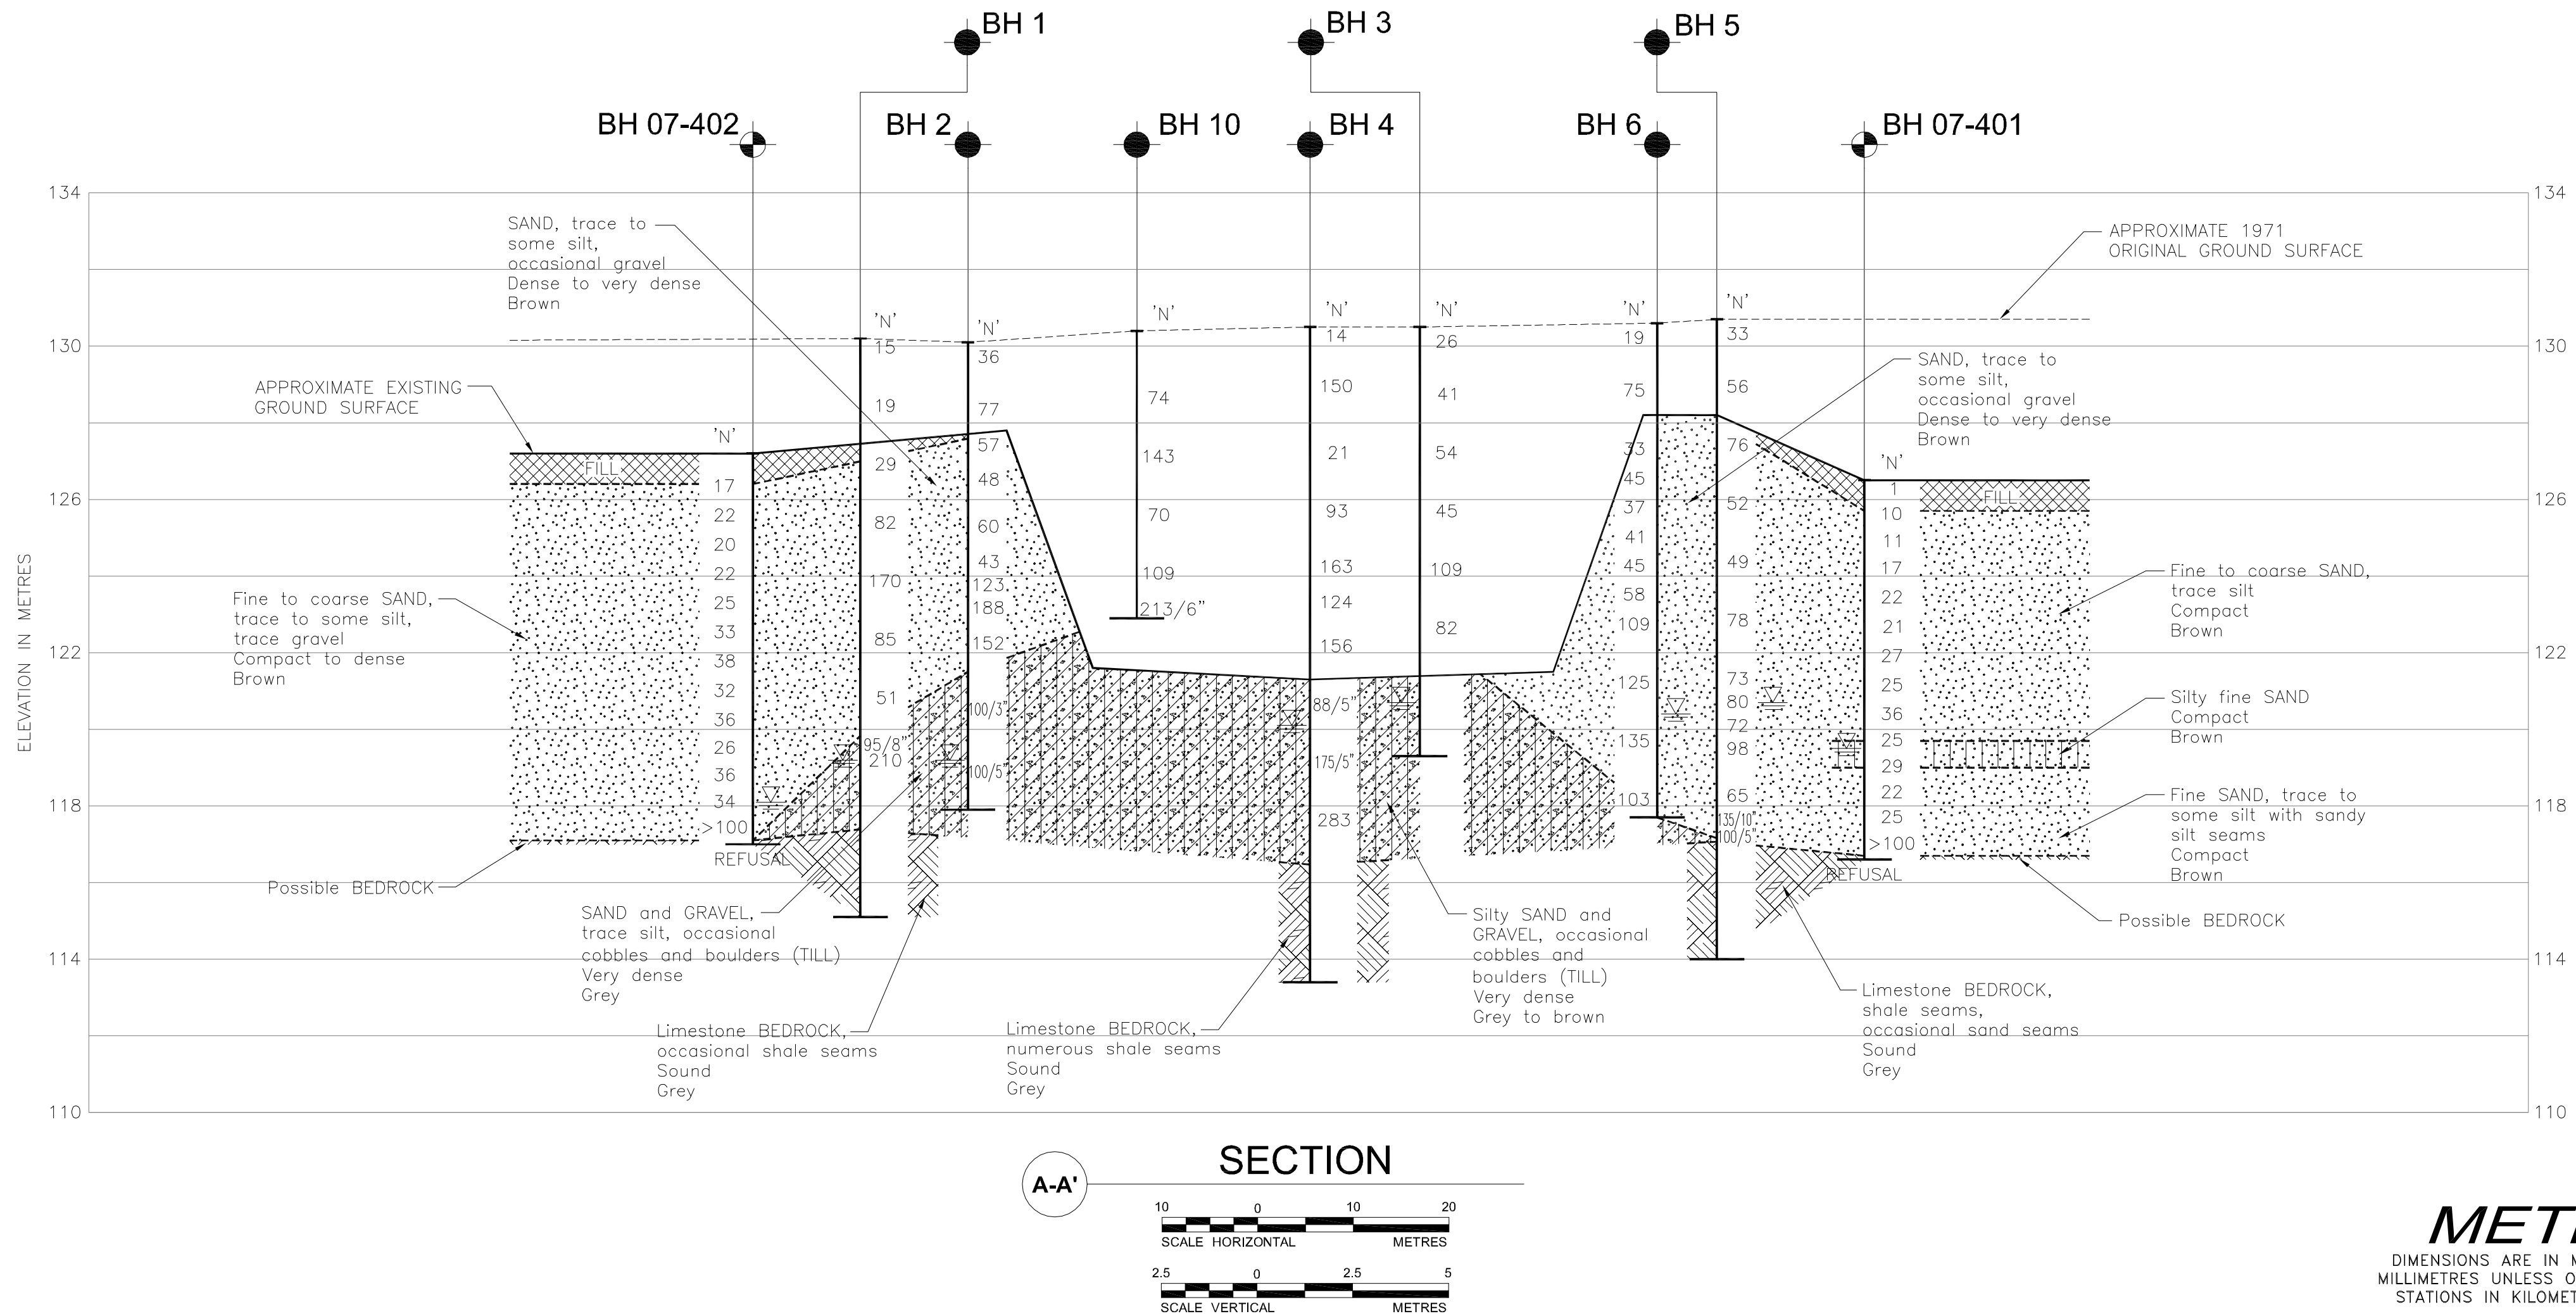 BH 1
BH 3
BH 5
BH 07-402
BH 2
BH 10
BH 4
BH 6
BH 07-401
134
134
130
130
126
126
122
122
118
118
114
114
110
110
ELEVATION IN METRES
SAND, trace to
some silt,
occasional gravel
Dense to very dense
Brown
APPROXIMATE 1971
ORIGINAL GROUND SURFACE
APPROXIMATE EXISTING
GROUND SURFACE
SAND, trace to
some silt,
occasional gravel
Dense to very dense
Brown
FILL
FILL
Fine to coarse SAND,
trace to some silt,
trace gravel
Compact to dense
Brown
Possible BEDROCK
'N'
17
22
20
22
25
33
38
32
36
26
36
34
>100
REFUSAL
'N'
15
19
29
82
170
85
51
95/8"
210
'N'
36
77
57
48
60
43
123
188
152
100/3"
100/5"
'N'
74
143
70
109
213/6"
'N'
14
150
21
93
163
124
156
88/5"
175/5"
283
'N'
26
41
54
45
109
82
'N'
19
75
33
45
37
41
45
58
109
125
135
103
'N'
33
56
76
52
49
78
73
80
72
98
65
135/10"
100/5"
'N'
1
10
11
17
22
21
27
25
36
25
29
22
25
>100
REFUSAL
Fine to coarse SAND,
trace silt
Compact
Brown
Silty fine SAND
Compact
Brown
Fine SAND, trace to
some silt with sandy
silt seams
Compact
Brown
Possible BEDROCK
SAND and GRAVEL,
trace silt, occasional
cobbles and boulders (TILL)
Very dense
Grey
Limestone BEDROCK,
occasional shale seams
Sound
Grey
Limestone BEDROCK,
numerous shale seams
Sound
Grey
Silty SAND and
GRAVEL, occasional
cobbles and
boulders (TILL)
Very dense
Grey to brown
Limestone BEDROCK,
shale seams,
occasional sand seams
Sound
Grey
A-A'
SECTION
10 0 10 20
SCALE HORIZONTAL METRES
2.5 0 2.5 5
SCALE VERTICAL METRES
DIMENSIONS ARE IN
MILLIMETRES UNLESS
STATIONS IN